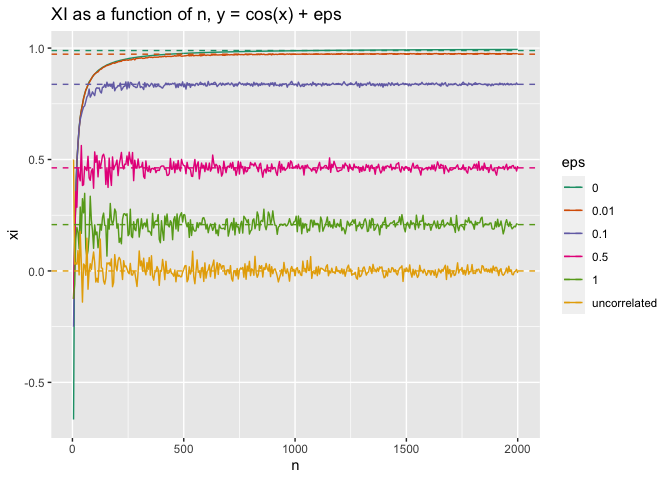 XI as a function of n, y = cos(x) + eps
1.0
0.5
0.0
-0.5
xi
0
500
1000
1500
2000
n
eps
0
0.01
0.1
0.5
1
uncorrelated